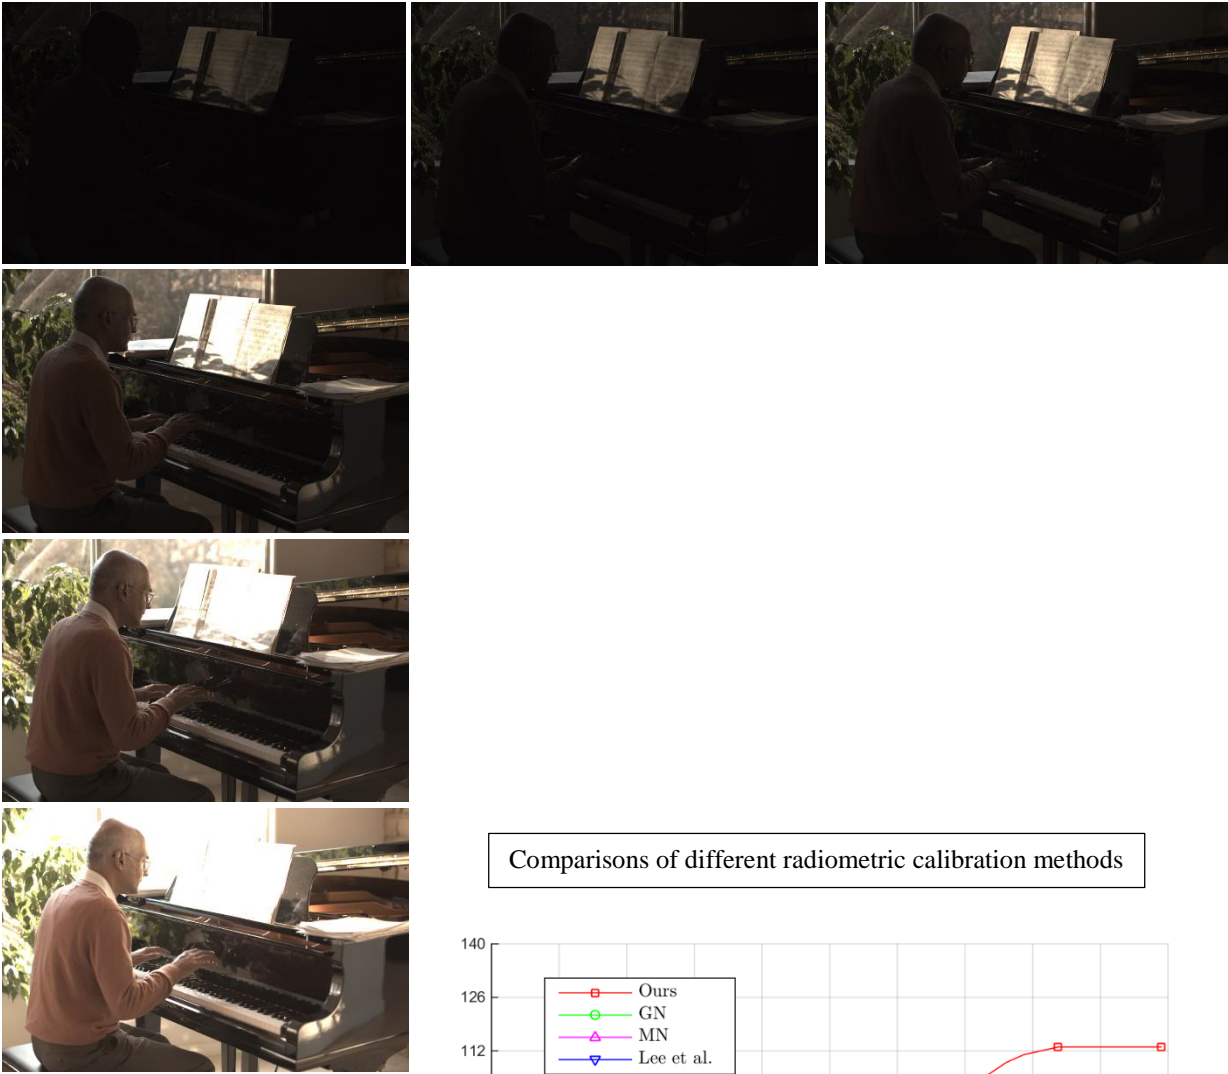 Comparisons of different radiometric calibration methods
140
126
112
Ours
GN
MN
Lee et al.